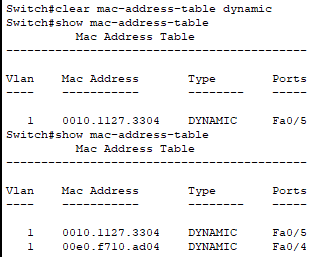 Switch#clear mac-address-table dynamic
Switch#show mac-address-table
          Mac Address Table
-------------------------------------------

Vlan    Mac Address       Type        Ports
----    -----------       --------    -----

   1    0010.1127.3304    DYNAMIC     Fa0/5
Switch#show mac-address-table
          Mac Address Table
-------------------------------------------

Vlan    Mac Address       Type        Ports
----    -----------       --------    -----

   1    0010.1127.3304    DYNAMIC     Fa0/5
   1    00e0.f710.ad04    DYNAMIC     Fa0/4